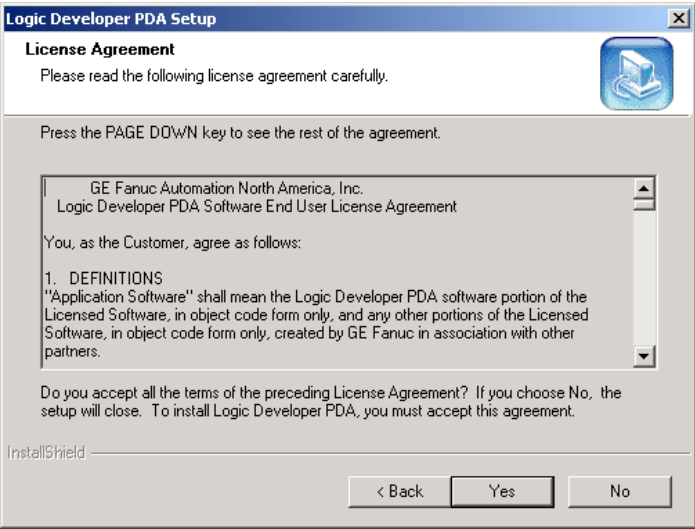 Logic Developer PDA Setup
License Agreement
Please read the following license agreement carefully.
Press the PAGE DOWN key to see the rest of the agreement.
GE Fanuc Automation North America, Inc.
Logic Developer PDA Software End User License Agreement
You, as the Customer, agree as follows:
1. DEFINITIONS
"Application Software" shall mean the Logic Developer PDA software portion of the
Licensed Software, in object code form only, and any other portions of the Licensed
Software, in object code form only, created by GE Fanuc in association with other
partners.
Do you accept all the terms of the preceding License Agreement? If you choose No, the
setup will close. To install Logic Developer PDA, you must accept this agreement.
InstallShield
< Back Yes No